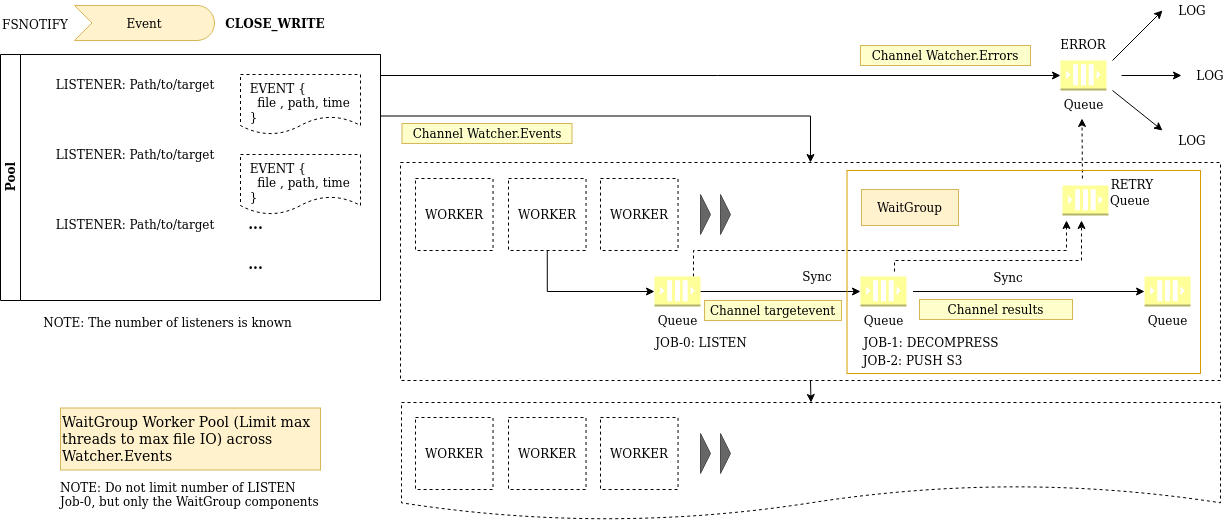 FSNOTIFY
Event
CLOSE_WRITE
Pool
LISTENER: Path/to/target
EVENT {
file , path, time
}
LISTENER: Path/to/target
EVENT {
file , path, time
}
LISTENER: Path/to/target
...
...
NOTE: The number of listeners is known
Channel Watcher.Errors
ERROR
Queue
LOG
LOG
LOG
Channel Watcher.Events
WORKER
WORKER
WORKER
WaitGroup
RETRY
Queue
Queue
JOB-0: LISTEN
Sync
Channel targetevent
Queue
JOB-1: DECOMPRESS
JOB-2: PUSH S3
Sync
Channel results
Queue
WORKER
WORKER
WORKER
WaitGroup Worker Pool (Limit max
threads to max file IO) across
Watcher.Events
NOTE: Do not limit number of LISTEN
Job-0, but only the WaitGroup components